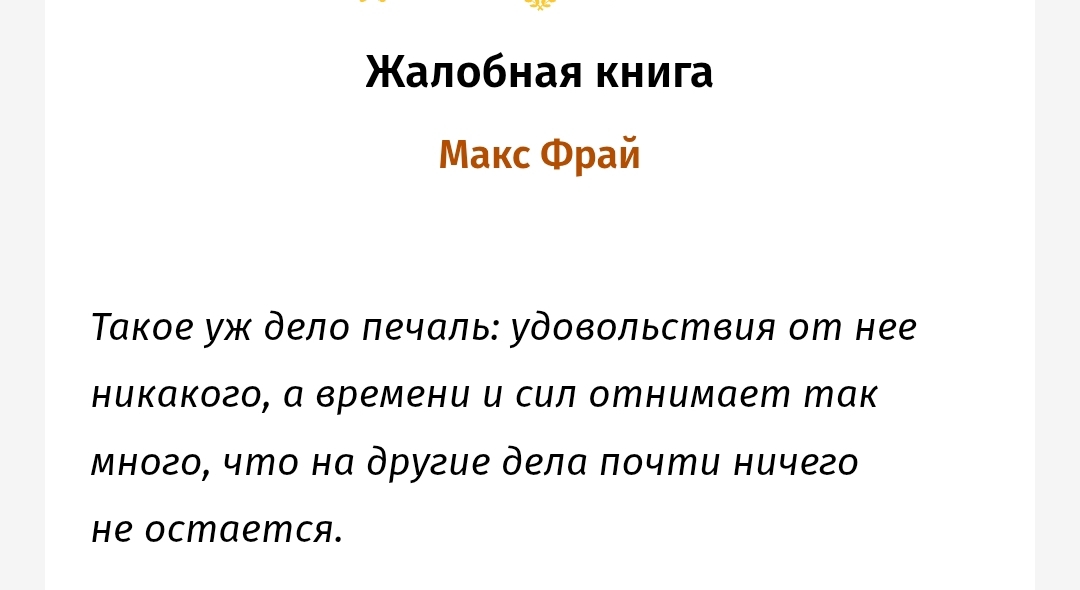 Жалобная книга
Макс Фрай
Такое уж дело печаль: удовольствия от нее
никакого, а времени и сил отнимает так
много, что на другие дела почти ничего
не остается.